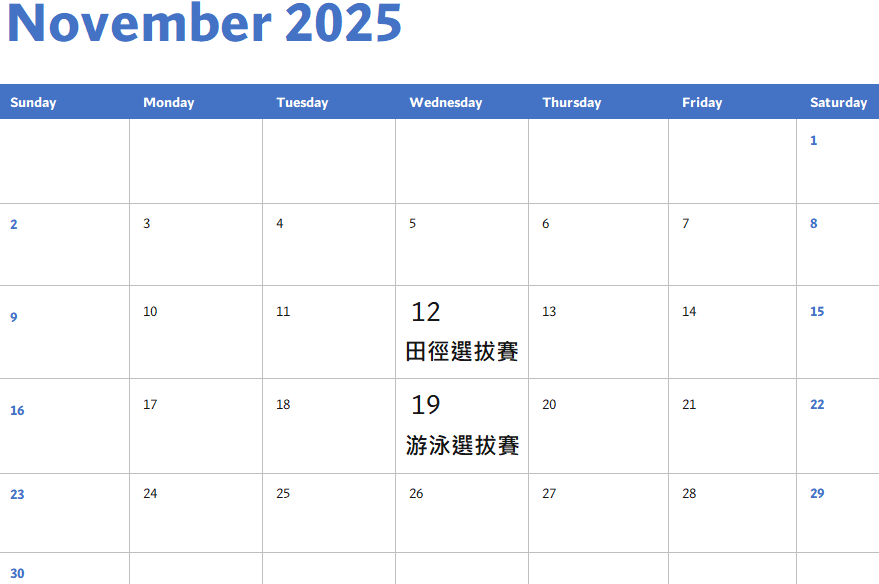 November 2025
Sunday Monday Tuesday Wednesday Thursday Friday Saturday
1
2 3 4 5 6 7 8
9 10 11 12 13 14 15
田徑選拔賽
16 17 18 19 20 21 22
游泳選拔賽
23 24 25 26 27 28 29
30